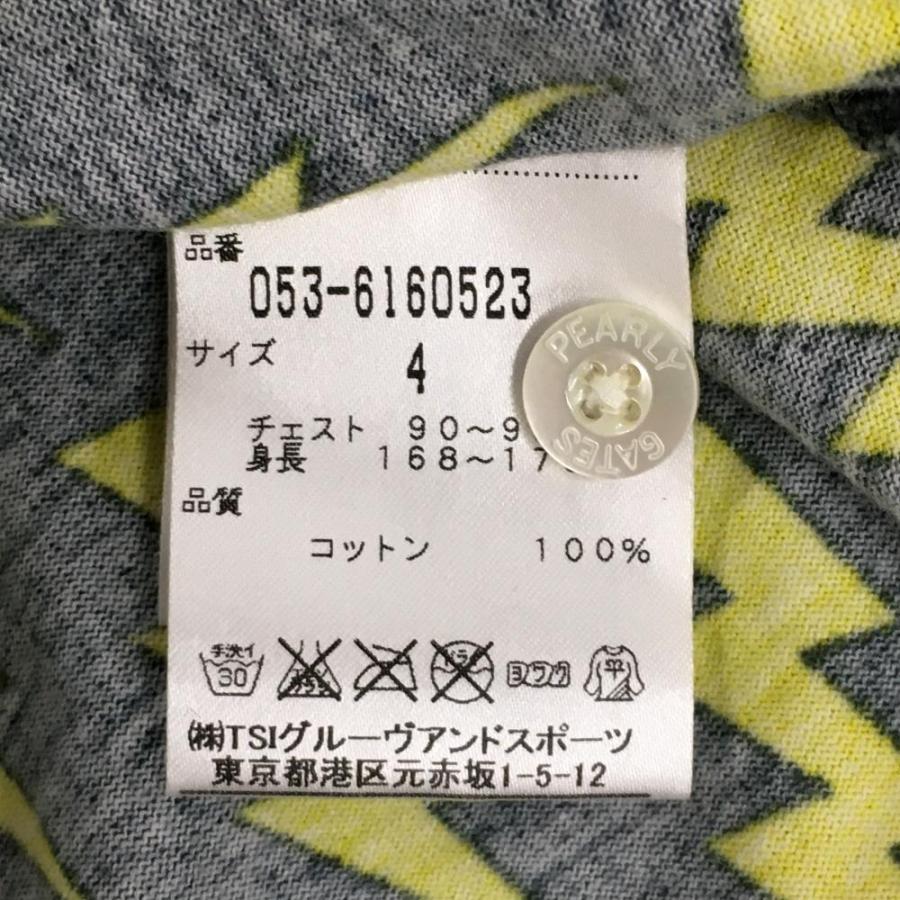 品番
053-6160523
サイズ
4
チェスト 90～9
身長 168～17
品質
コットン 100%
手洗イ
30
ヨワク
平
㈱TSIグルーヴアンドスポーツ
東京都港区元赤坂1-5-12
PEARLY
GATES